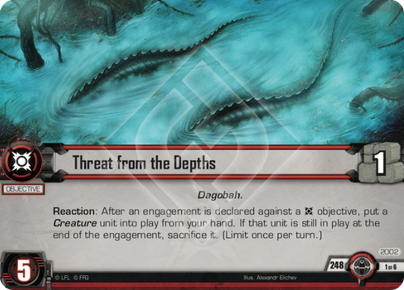 Threat from the Depths
1
OBJECTIVE
Dagobah.
Reaction: After an engagement is declared against a objective, put a
Creature unit into play from your hand. If that unit is still in play at the
end of the engagement, sacrifice it. (Limit once per turn.)
2002
5
© LFL © FFG
Illus. Alexandr Elichev
248
1 of 6